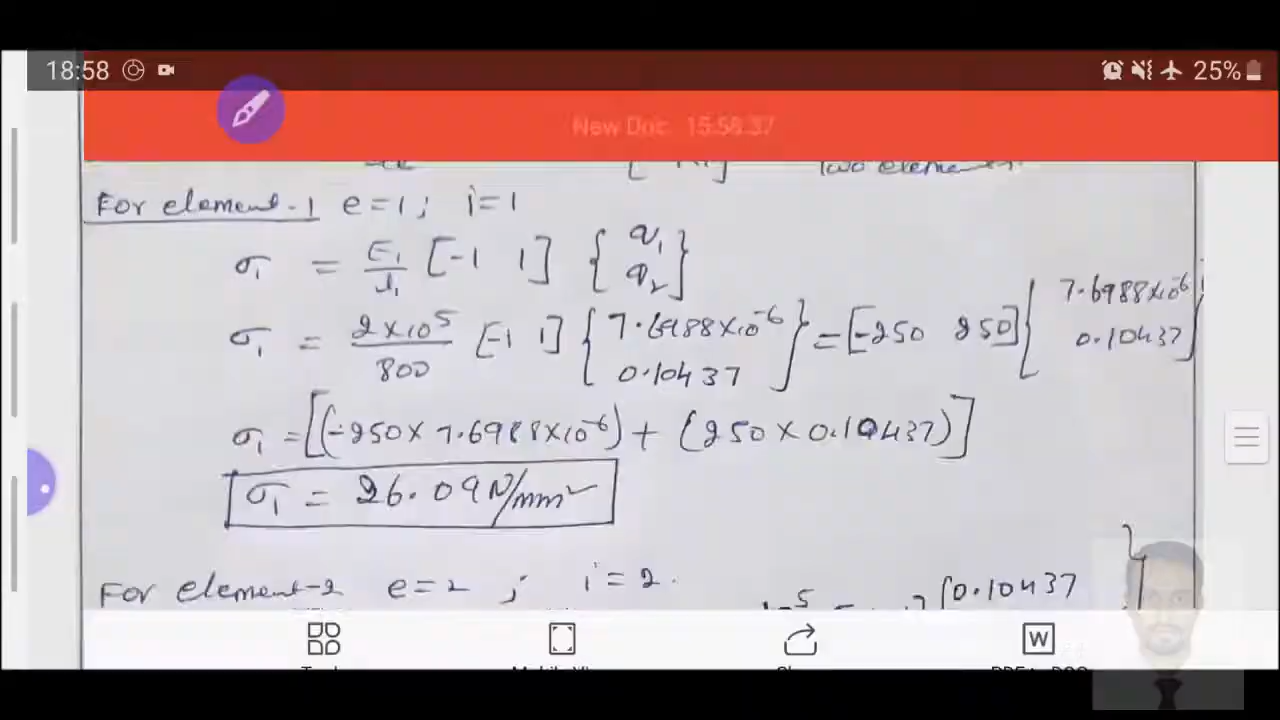 18:58 25%
New Doc 15:58:37
Two element
For element-1 e=1; i=1
σ₁ = E₁/l₁ [-1 1] { q₁ q₂ }
σ₁ = 2×10⁵/800 [-1 1] { 7.6988×10⁻⁶ 0.10437 } = [-250 250] { 7.6988×10⁻⁶ 0.10437 }
σ₁ = [(-250 × 7.6988×10⁻⁶) + (250 × 0.10437)]
σ₁ = 26.09 N/mm²
For element-2 e=2 ; i=2.
0.10437